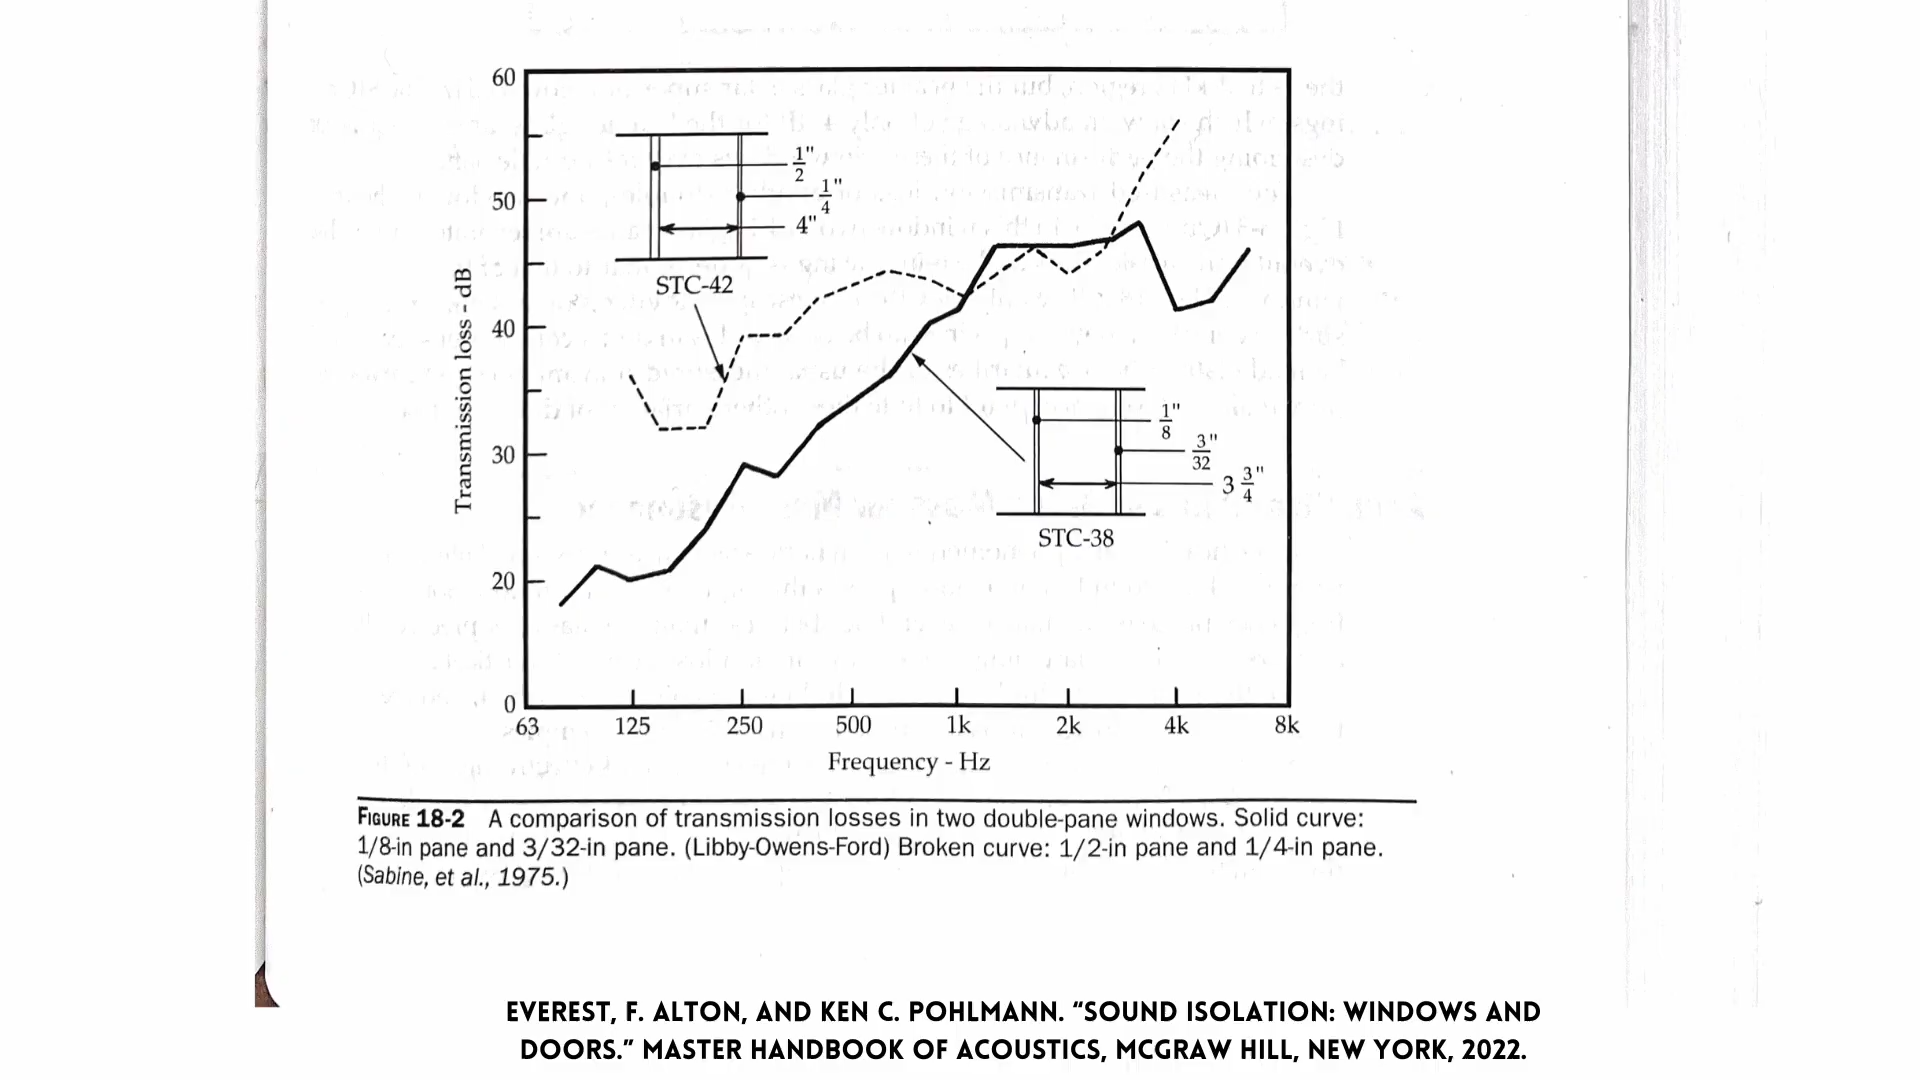 60
50
40
30
20
0
Transmission loss - dB
1/2"
1/4"
4"
STC-42
1/8"
3/32"
3 3/4"
STC-38
63 125 250 500 1k 2k 4k 8k
Frequency - Hz
FIGURE 18-2 A comparison of transmission losses in two double-pane windows. Solid curve:
1/8-in pane and 3/32-in pane. (Libby-Owens-Ford) Broken curve: 1/2-in pane and 1/4-in pane.
(Sabine, et al., 1975.)
EVEREST, F. ALTON, AND KEN C. POHLMANN. “SOUND ISOLATION: WINDOWS AND
DOORS.” MASTER HANDBOOK OF ACOUSTICS, MCGRAW HILL, NEW YORK, 2022.